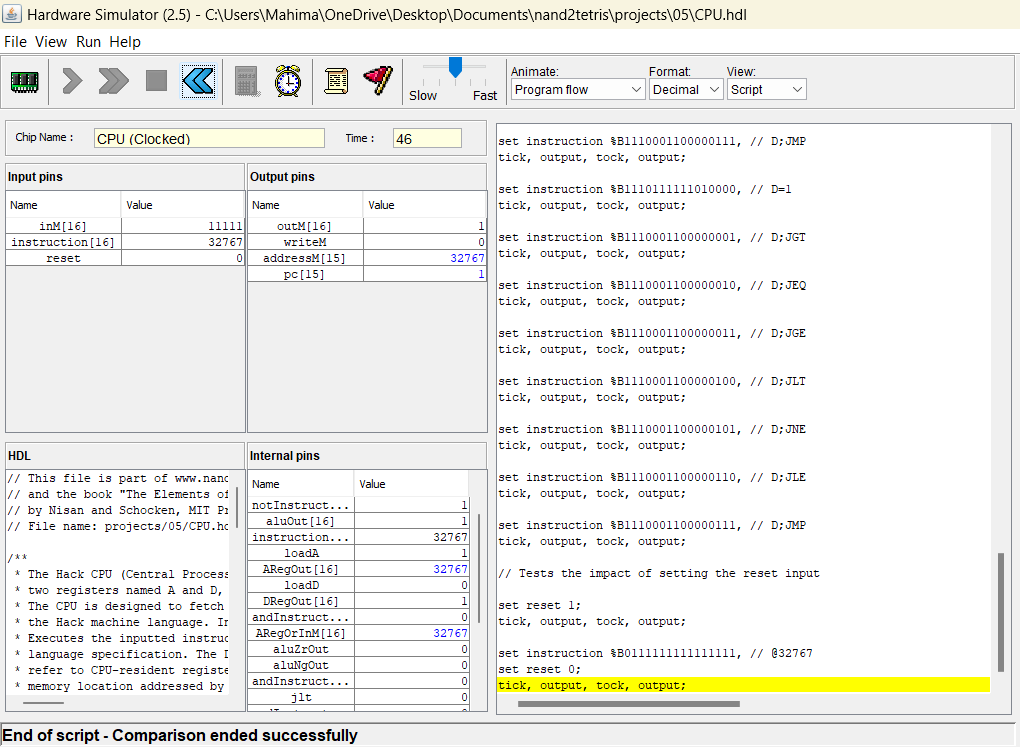 Hardware Simulator (2.5) - C:\Users\Mahima\OneDrive\Desktop\Documents\nand2tetris\projects\05\CPU.hdl
File View Run Help
Slow Fast
Animate: Format: View:
Program flow Decimal Script
Chip Name : CPU (Clocked) Time : 46
Input pins
Name Value
inM[16] 11111
instruction[16] 32767
reset 0
Output pins
Name Value
outM[16] 1
writeM 0
addressM[15] 32767
pc[15] 1
HDL
// This file is part of www.nand
// and the book "The Elements of
// by Nisan and Schocken, MIT Pr
// File name: projects/05/CPU.hd
/**
* The Hack CPU (Central Process
* two registers named A and D,
* The CPU is designed to fetch
* the Hack machine language. In
* Executes the inputted instruc
* language specification. The D
* refer to CPU-resident registe
* memory location addressed by
Internal pins
Name Value
notInstruct... 1
aluOut[16] 1
instruction... 32767
loadA 1
ARegOut[16] 32767
loadD 0
DRegOut[16] 1
andInstruct... 0
ARegOrInM[16] 32767
aluZrOut 0
aluNgOut 0
andInstruct... 0
jlt 0
set instruction %B1110001100000111, // D;JMP
tick, output, tock, output;
set instruction %B1110111111010000, // D=1
tick, output, tock, output;
set instruction %B1110001100000001, // D;JGT
tick, output, tock, output;
set instruction %B1110001100000010, // D;JEQ
tick, output, tock, output;
set instruction %B1110001100000011, // D;JGE
tick, output, tock, output;
set instruction %B1110001100000100, // D;JLT
tick, output, tock, output;
set instruction %B1110001100000101, // D;JNE
tick, output, tock, output;
set instruction %B1110001100000110, // D;JLE
tick, output, tock, output;
set instruction %B1110001100000111, // D;JMP
tick, output, tock, output;
// Tests the impact of setting the reset input
set reset 1;
tick, output, tock, output;
set instruction %B0111111111111111, // @32767
set reset 0;
tick, output, tock, output;
End of script - Comparison ended successfully